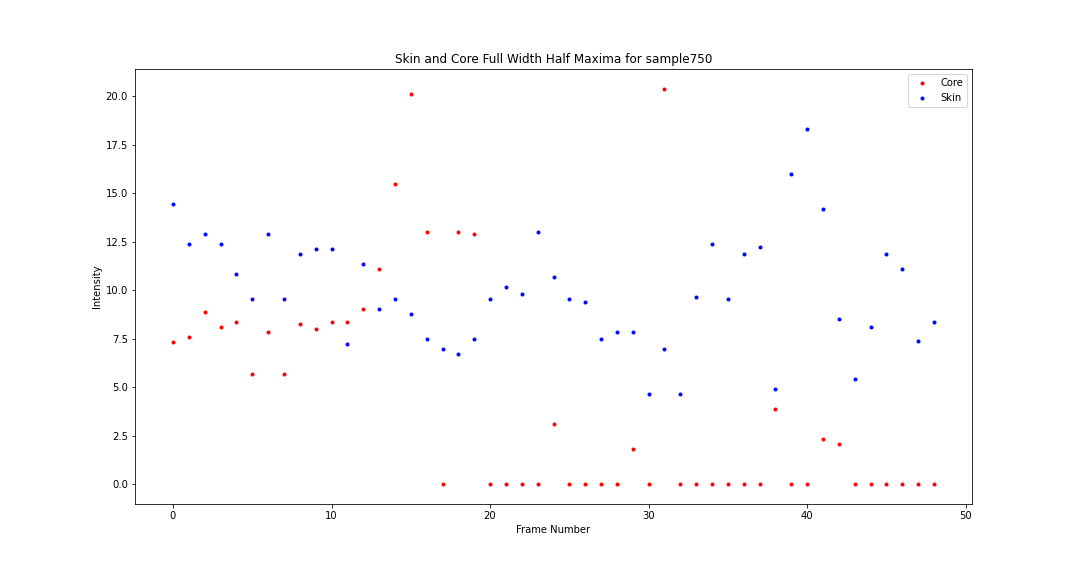 Skin and Core Full Width Half Maxima for sample750
Core
Skin
Intensity
20.0
17.5
15.0
12.5
10.0
7.5
5.0
2.5
0.0
0 10 20 30 40 50
Frame Number